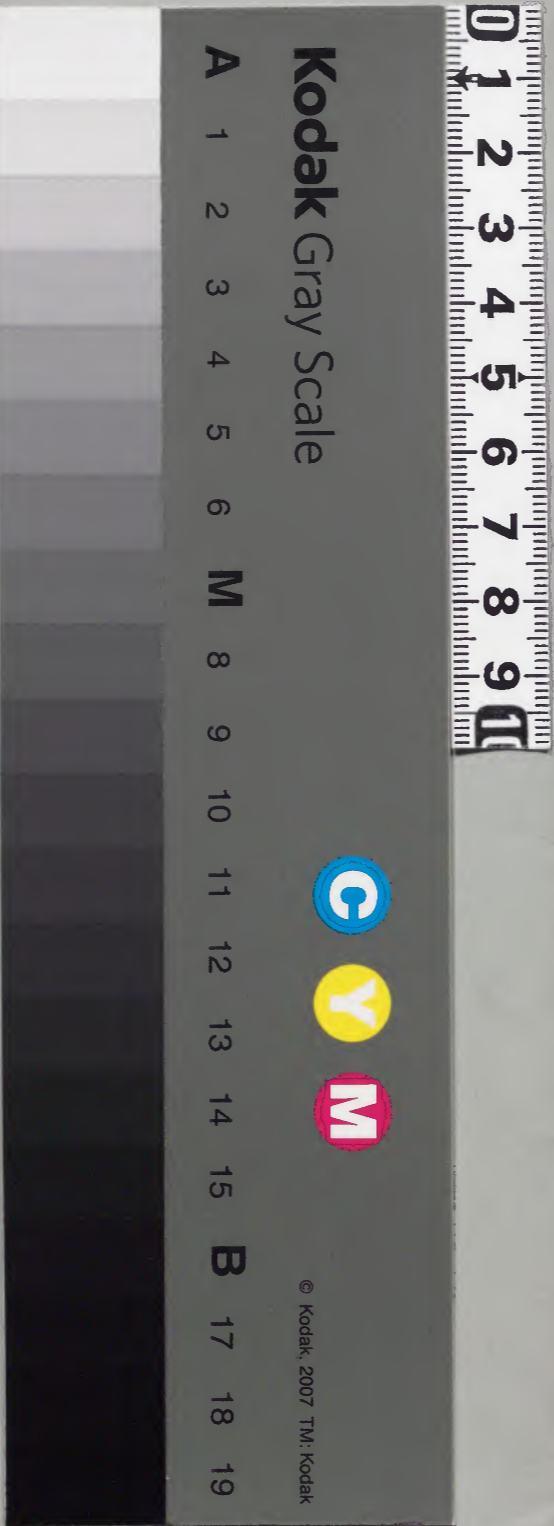 0 1 2 3 4 5 6 7 8 9 10
Kodak Gray Scale
C Y M
© Kodak, 2007 TM: Kodak
A 1 2 3 4 5 6 M 8 9 10 11 12 13 14 15 B 17 18 19